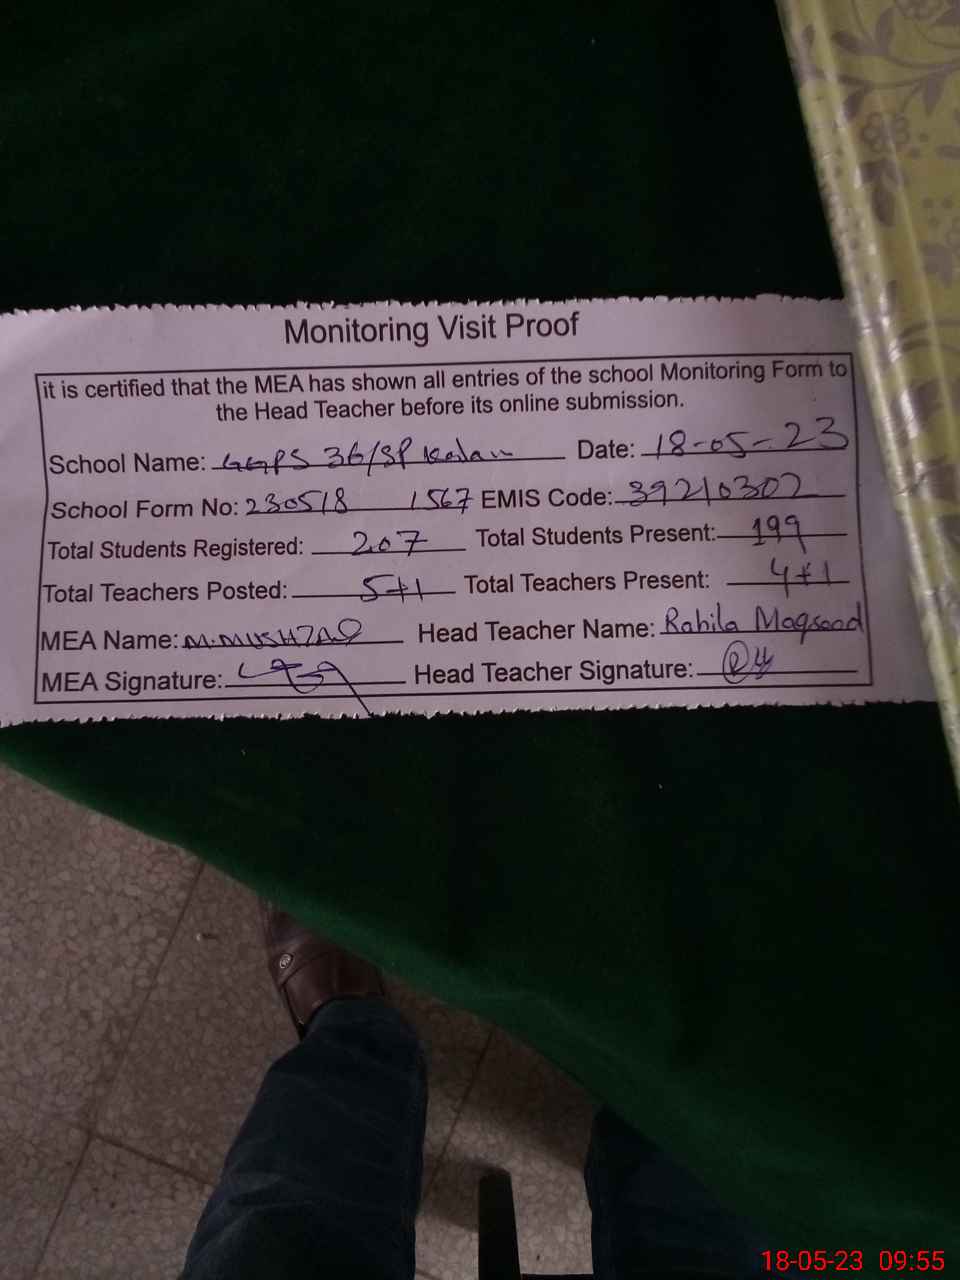 Monitoring Visit Proof
it is certified that the MEA has shown all entries of the school Monitoring Form to
the Head Teacher before its online submission.
School Name: GGPS 36/SP Kalan Date: 18-05-23
School Form No: 230518 1567 EMIS Code: 39210302
Total Students Registered: 207 Total Students Present: 199
Total Teachers Posted: 5+1 Total Teachers Present: 4+1
MEA Name: M.MUSHTAQ Head Teacher Name: Rahila Maqsood
MEA Signature: Head Teacher Signature:
18-05-23 09:55